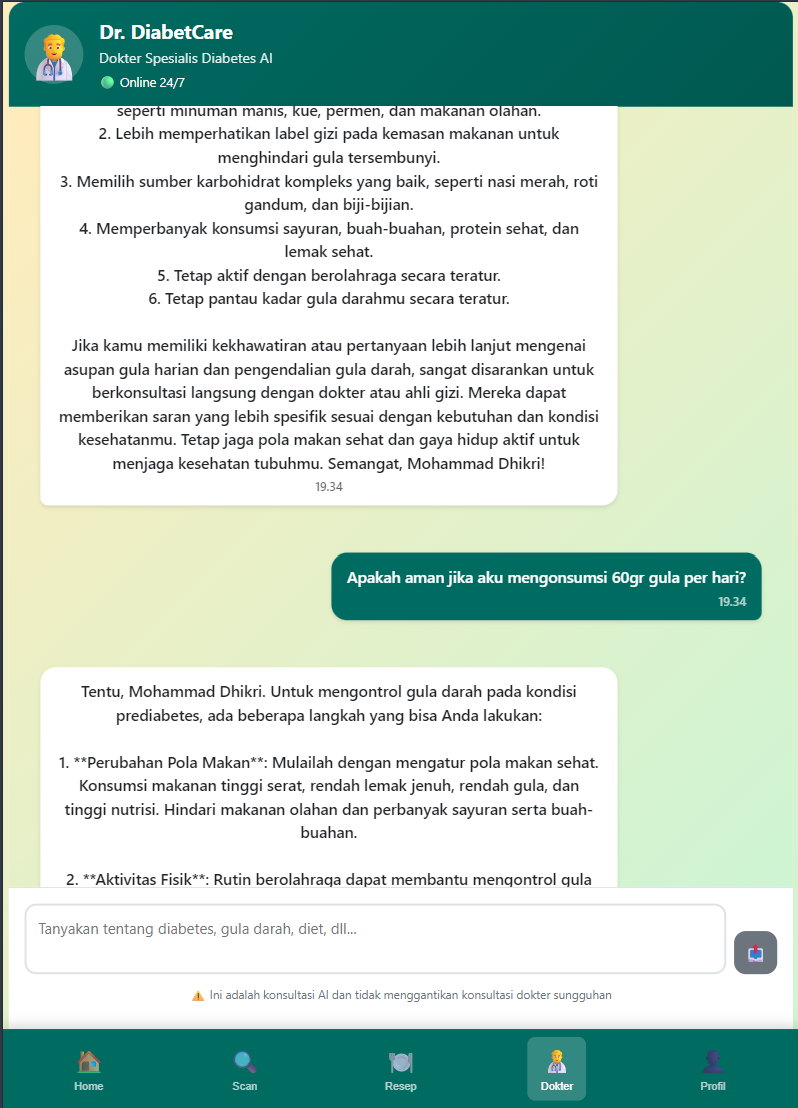 Dr. DiabetCare
Dokter Spesialis Diabetes AI
Online 24/7
seperti minuman manis, kue, permen, dan makanan olahan.
2. Lebih memperhatikan label gizi pada kemasan makanan untuk
menghindari gula tersembunyi.
3. Memilih sumber karbohidrat kompleks yang baik, seperti nasi merah, roti
gandum, dan biji-bijian.
4. Memperbanyak konsumsi sayuran, buah-buahan, protein sehat, dan
lemak sehat.
5. Tetap aktif dengan berolahraga secara teratur.
6. Tetap pantau kadar gula darahmu secara teratur.
Jika kamu memiliki kekhawatiran atau pertanyaan lebih lanjut mengenai
asupan gula harian dan pengendalian gula darah, sangat disarankan untuk
berkonsultasi langsung dengan dokter atau ahli gizi. Mereka dapat
memberikan saran yang lebih spesifik sesuai dengan kebutuhan dan kondisi
kesehatanmu. Tetap jaga pola makan sehat dan gaya hidup aktif untuk
menjaga kesehatan tubuhmu. Semangat, Mohammad Dhikri!
19.34
Apakah aman jika aku mengonsumsi 60gr gula per hari?
19.34
Tentu, Mohammad Dhikri. Untuk mengontrol gula darah pada kondisi
prediabetes, ada beberapa langkah yang bisa Anda lakukan:
1. **Perubahan Pola Makan**: Mulailah dengan mengatur pola makan sehat.
Konsumsi makanan tinggi serat, rendah lemak jenuh, rendah gula, dan
tinggi nutrisi. Hindari makanan olahan dan perbanyak sayuran serta buah-
buahan.
2. **Aktivitas Fisik**: Rutin berolahraga dapat membantu mengontrol gula
Tanyakan tentang diabetes, gula darah, diet, dll...
Ini adalah konsultasi AI dan tidak menggantikan konsultasi dokter sungguhan
Home
Scan
Resep
Dokter
Profil